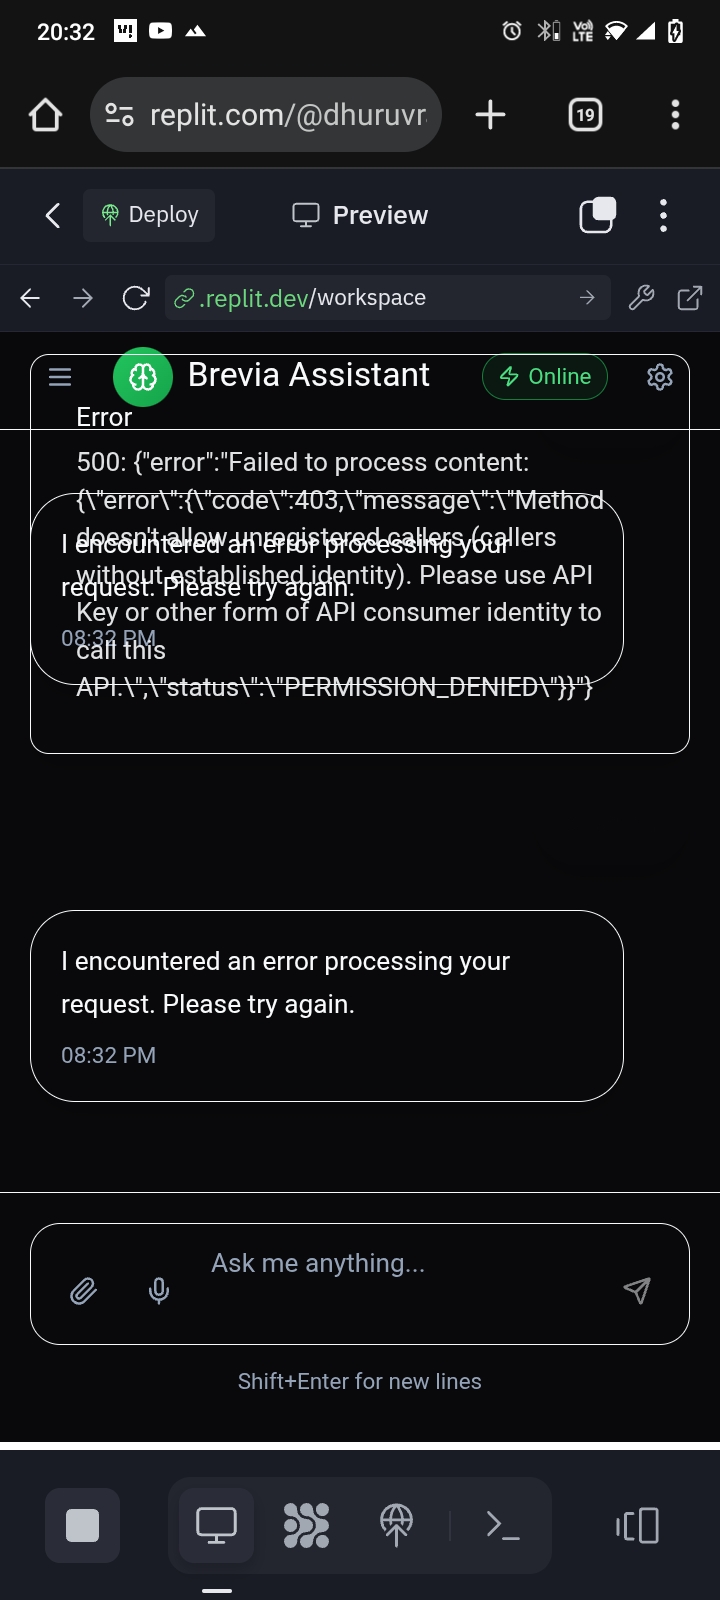 20:32
Vo))
LTE
replit.com/@dhuruvr
19
Deploy
Preview
.replit.dev/workspace
Brevia Assistant
Online
Error
500: {"error":"Failed to process content:
{\"error\":{\"code\":403,\"message\":\"Method
doesn't allow unregistered callers (callers
without established identity). Please use API
Key or other form of API consumer identity to
call this
API.\",\"status\":\"PERMISSION_DENIED\"}}"}
I encountered an error processing your
request. Please try again.
08:32 PM
I encountered an error processing your
request. Please try again.
08:32 PM
Ask me anything...
Shift+Enter for new lines